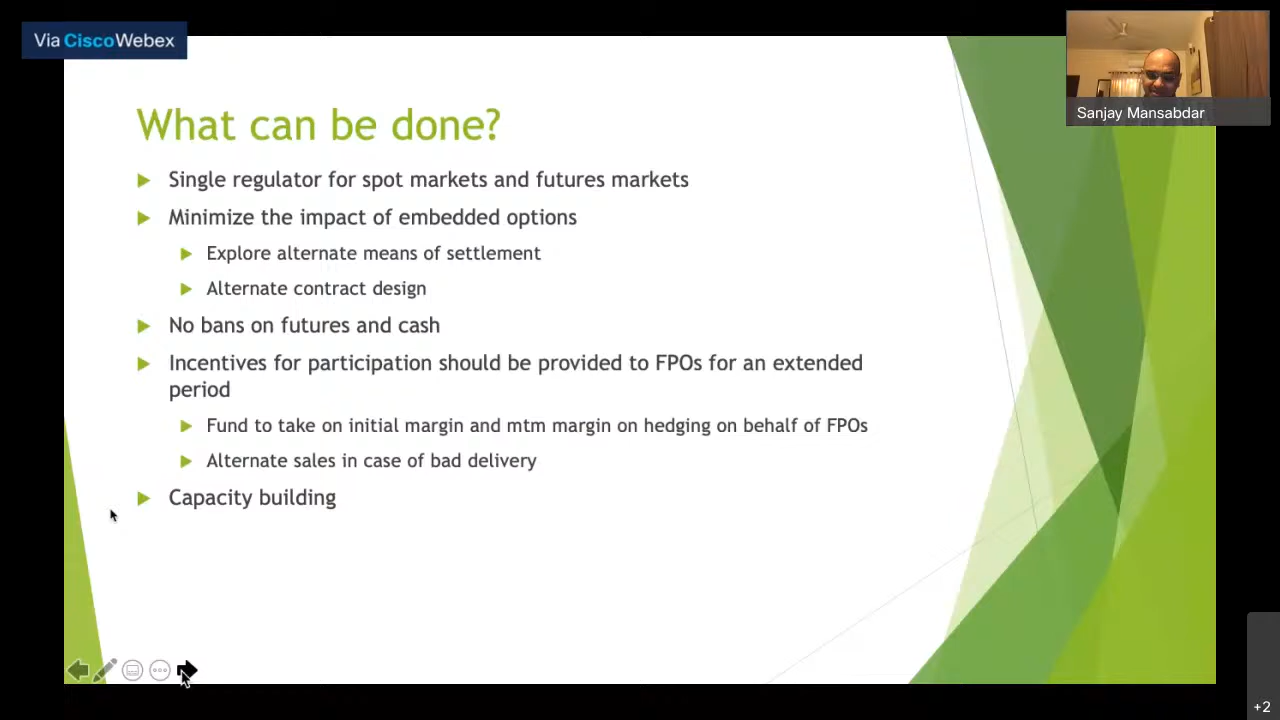 Via CiscoWebex
Sanjay Mansabdar
What can be done?
Single regulator for spot markets and futures markets
Minimize the impact of embedded options
Explore alternate means of settlement
Alternate contract design
No bans on futures and cash
Incentives for participation should be provided to FPOs for an extended
period
Fund to take on initial margin and mtm margin on hedging on behalf of FPOs
Alternate sales in case of bad delivery
Capacity building
+2